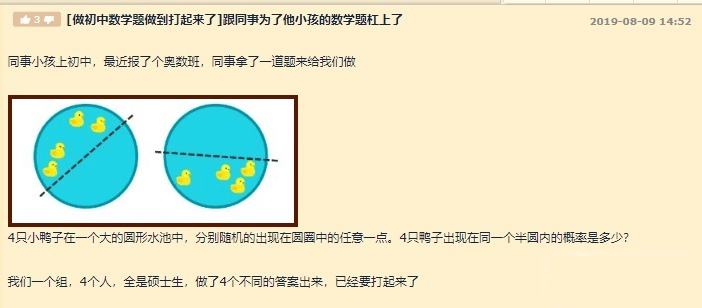 3 [做初中数学题做到打起来了]跟同事为了他小孩的数学题杠上了 2019-08-09 14:52
同事小孩上初中，最近报了个奥数班，同事拿了一道题来给我们做
4只小鸭子在一个大的圆形水池中，分别随机的出现在圆圈中的任意一点。4只鸭子出现在同一个半圆内的概率是多少？
我们一个组，4个人，全是硕士生，做了4个不同的答案出来，已经要打起来了